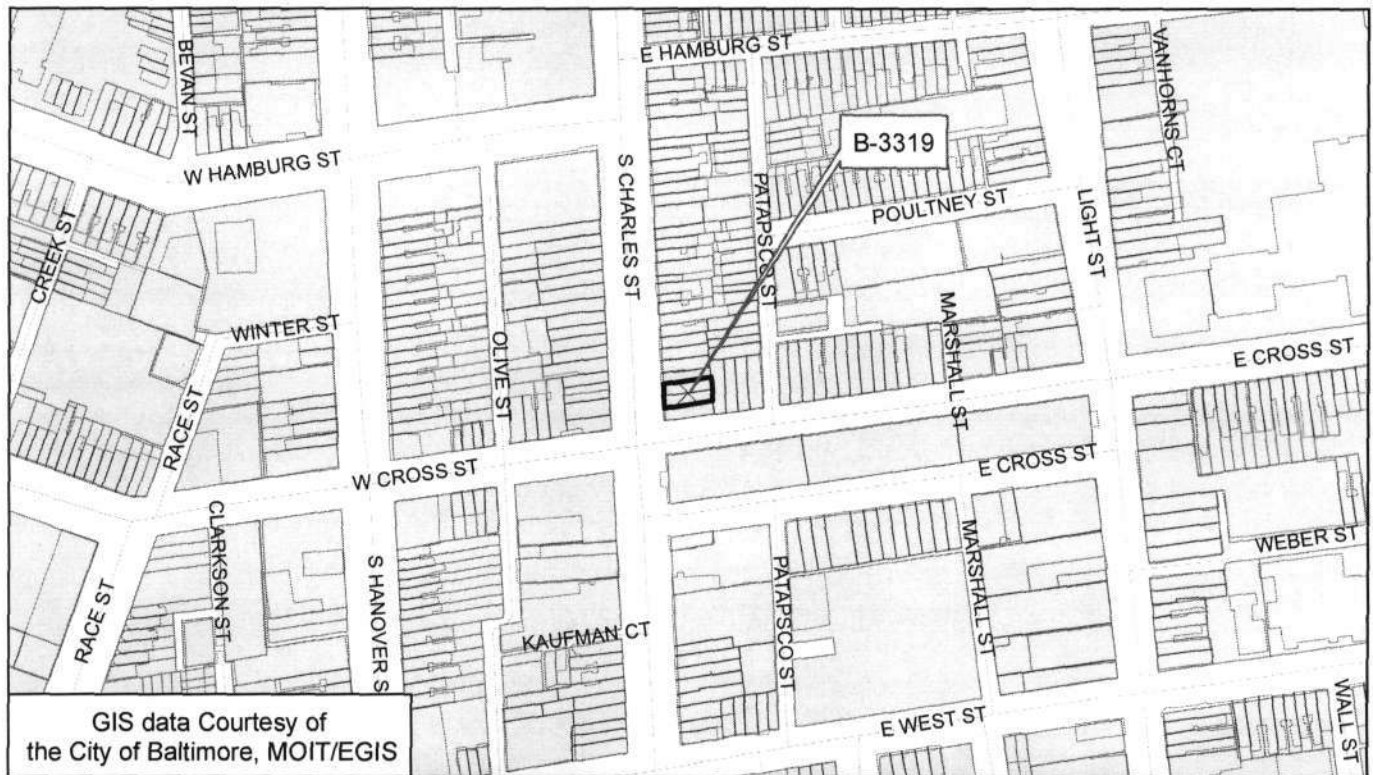 BEVAN ST
E HAMBURG ST
VANHORNS CT
W HAMBURG ST
B-3319
S CHARLES ST
PATAPSCO ST
POULTNEY ST
LIGHT ST
CREEK ST
WINTER ST
OLIVE ST
MARSHALL ST
E CROSS ST
RACE ST
W CROSS ST
E CROSS ST
CLARKSON ST
S HANOVER S
MARSHALL ST
WEBER ST
RACE ST
KAUFMAN CT
PATAPSCO ST
E WEST ST
WALL ST
GIS data Courtesy of
the City of Baltimore, MOIT/EGIS